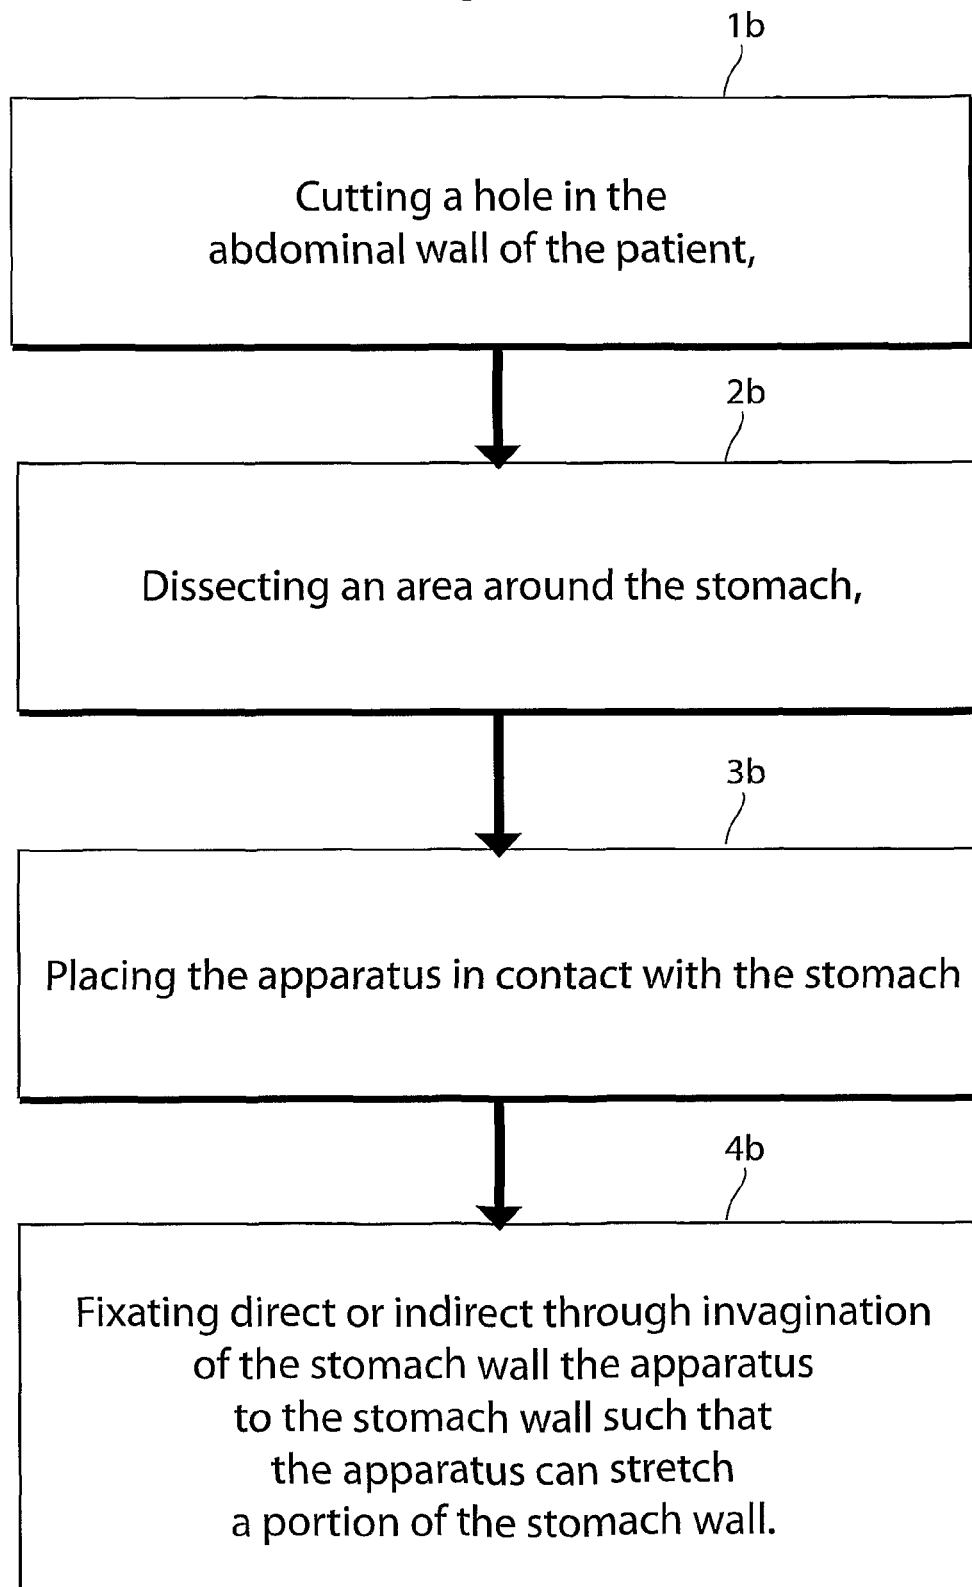 1b
Cutting a hole in the
abdominal wall of the patient,
2b
Dissecting an area around the stomach,
3b
Placing the apparatus in contact with the stomach
4b
Fixating direct or indirect through invagination
of the stomach wall the apparatus
to the stomach wall such that
the apparatus can stretch
a portion of the stomach wall.